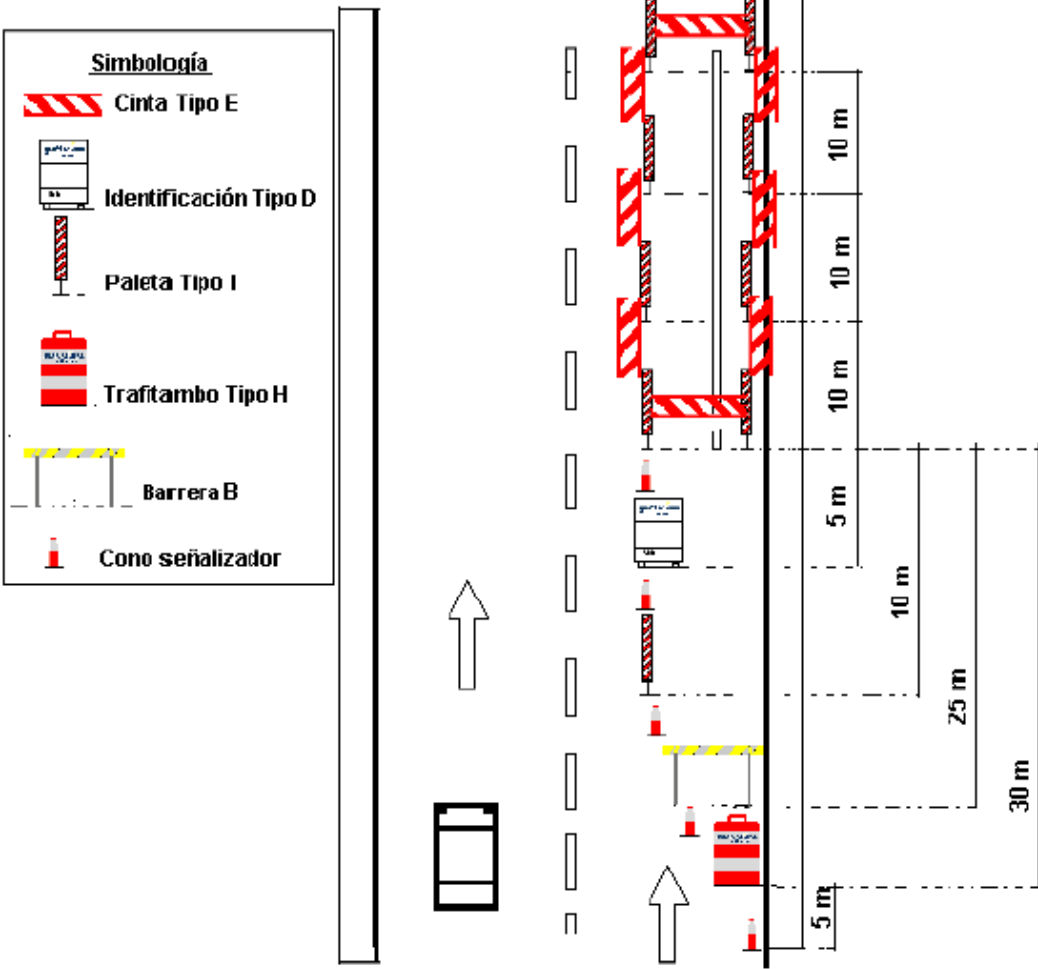 Simbología
Cinta Tipo E
Identificación Tipo D
Paleta Tipo I
Trafitambo Tipo H
Barrera B
Cono señalizador
10 m
10 m
10 m
5 m
10 m
25 m
30 m
5 m